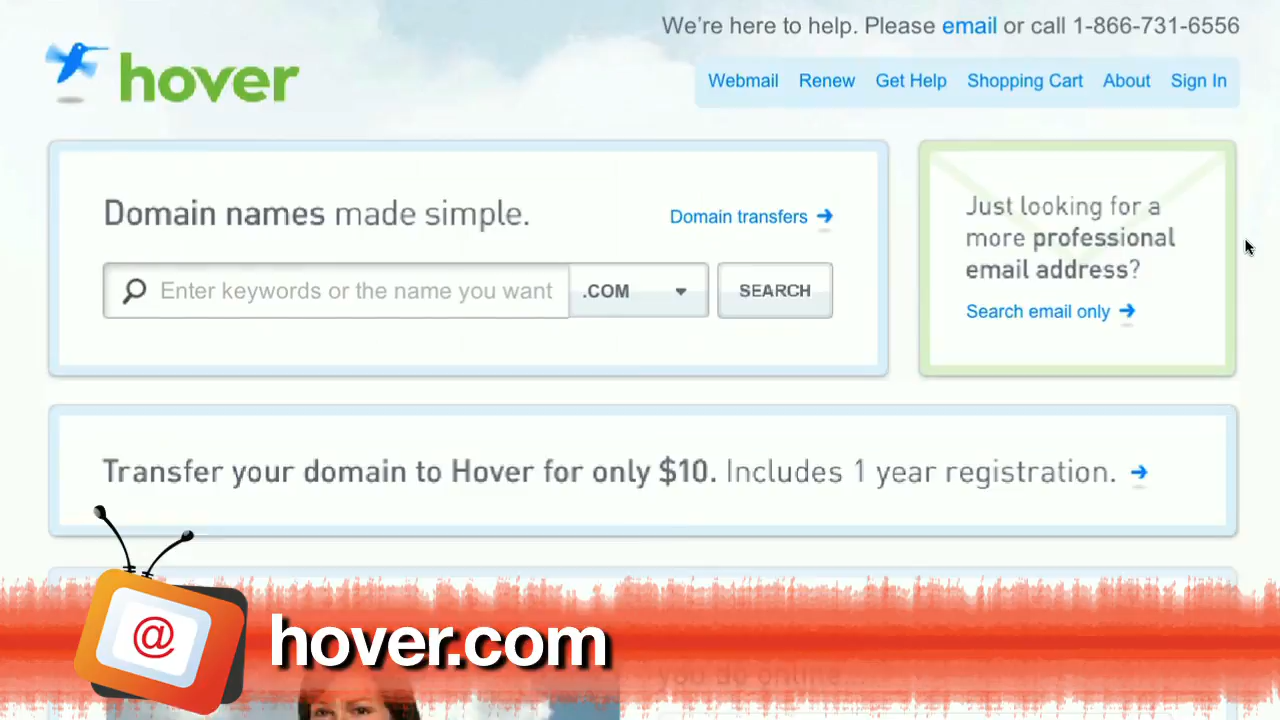 We're here to help. Please email or call 1-866-731-6556
hover
Webmail Renew Get Help Shopping Cart About Sign In
Domain names made simple.
Domain transfers
Enter keywords or the name you want
.COM
SEARCH
Just looking for a
more professional
email address?
Search email only
Transfer your domain to Hover for only $10. Includes 1 year registration.
@
hover.com
you do online...